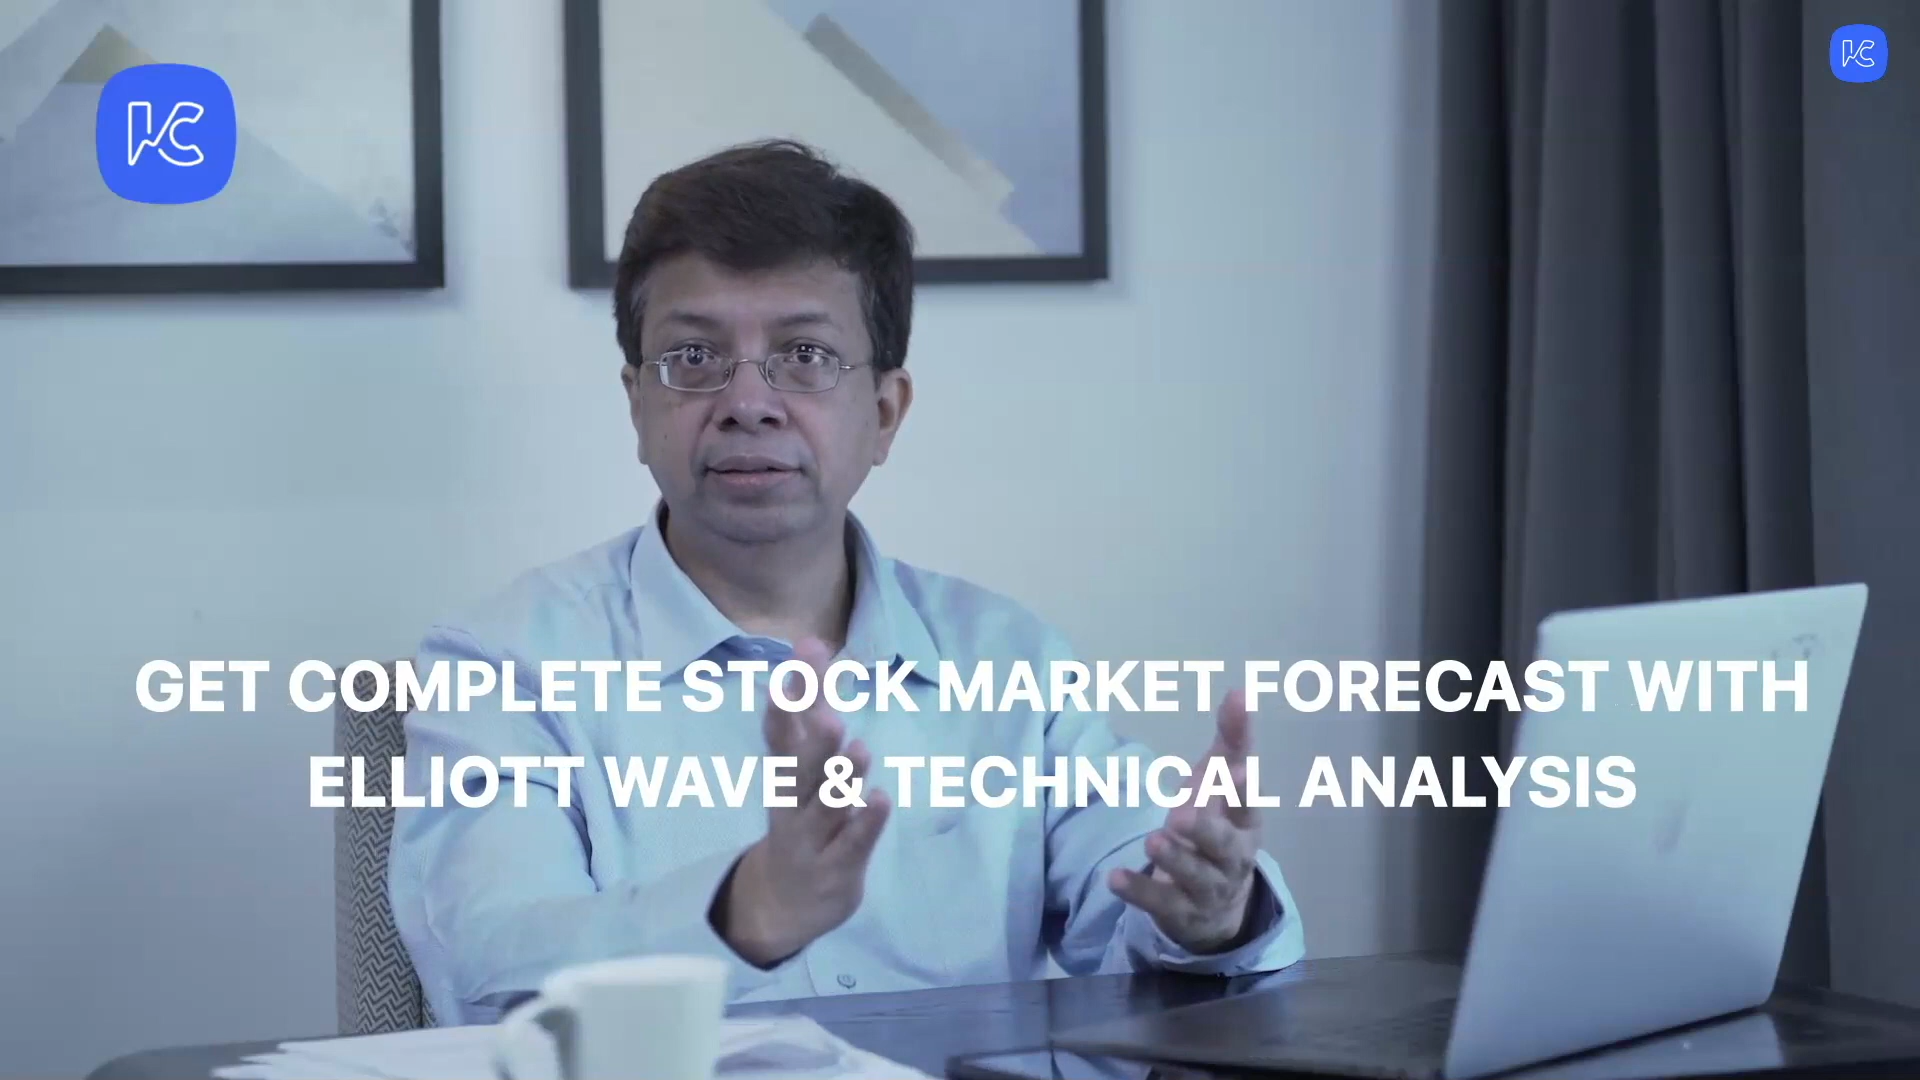 GET COMPLETE STOCK MARKET FORECAST WITH
ELLIOTT WAVE & TECHNICAL ANALYSIS